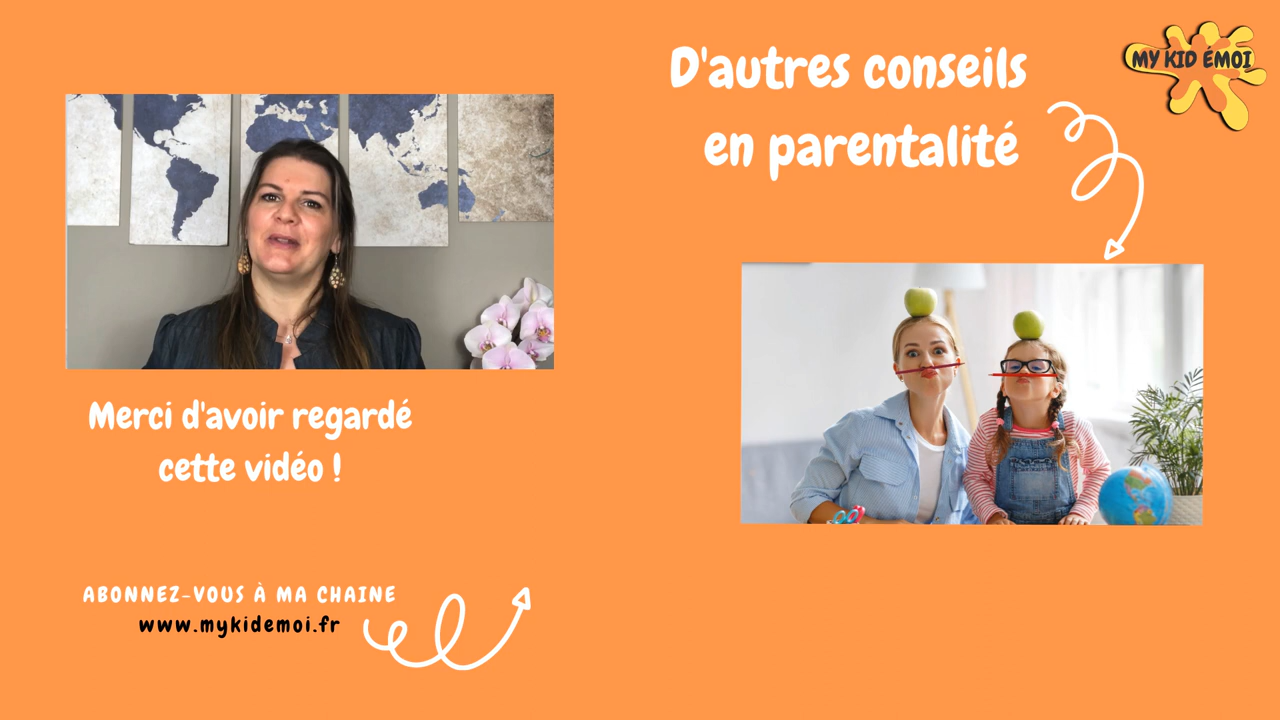 D'autres conseils
en parentalité
MY KID ÉMOI
Merci d'avoir regardé
cette vidéo !
ABONNEZ-VOUS À MA CHAINE
www.mykidemoi.fr